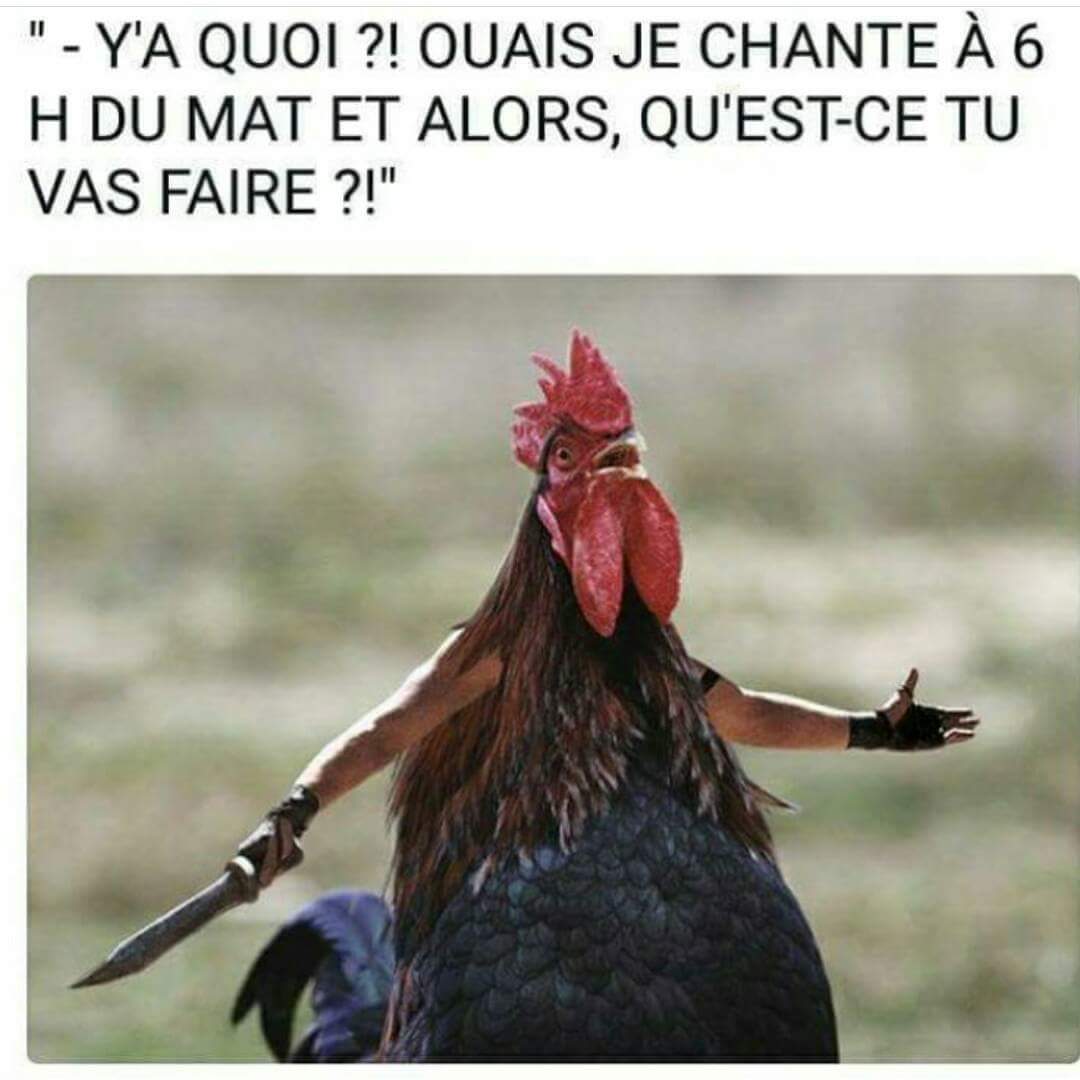 " - Y'A QUOI ?! OUAIS JE CHANTE À 6
H DU MAT ET ALORS, QU'EST-CE TU
VAS FAIRE ?!"